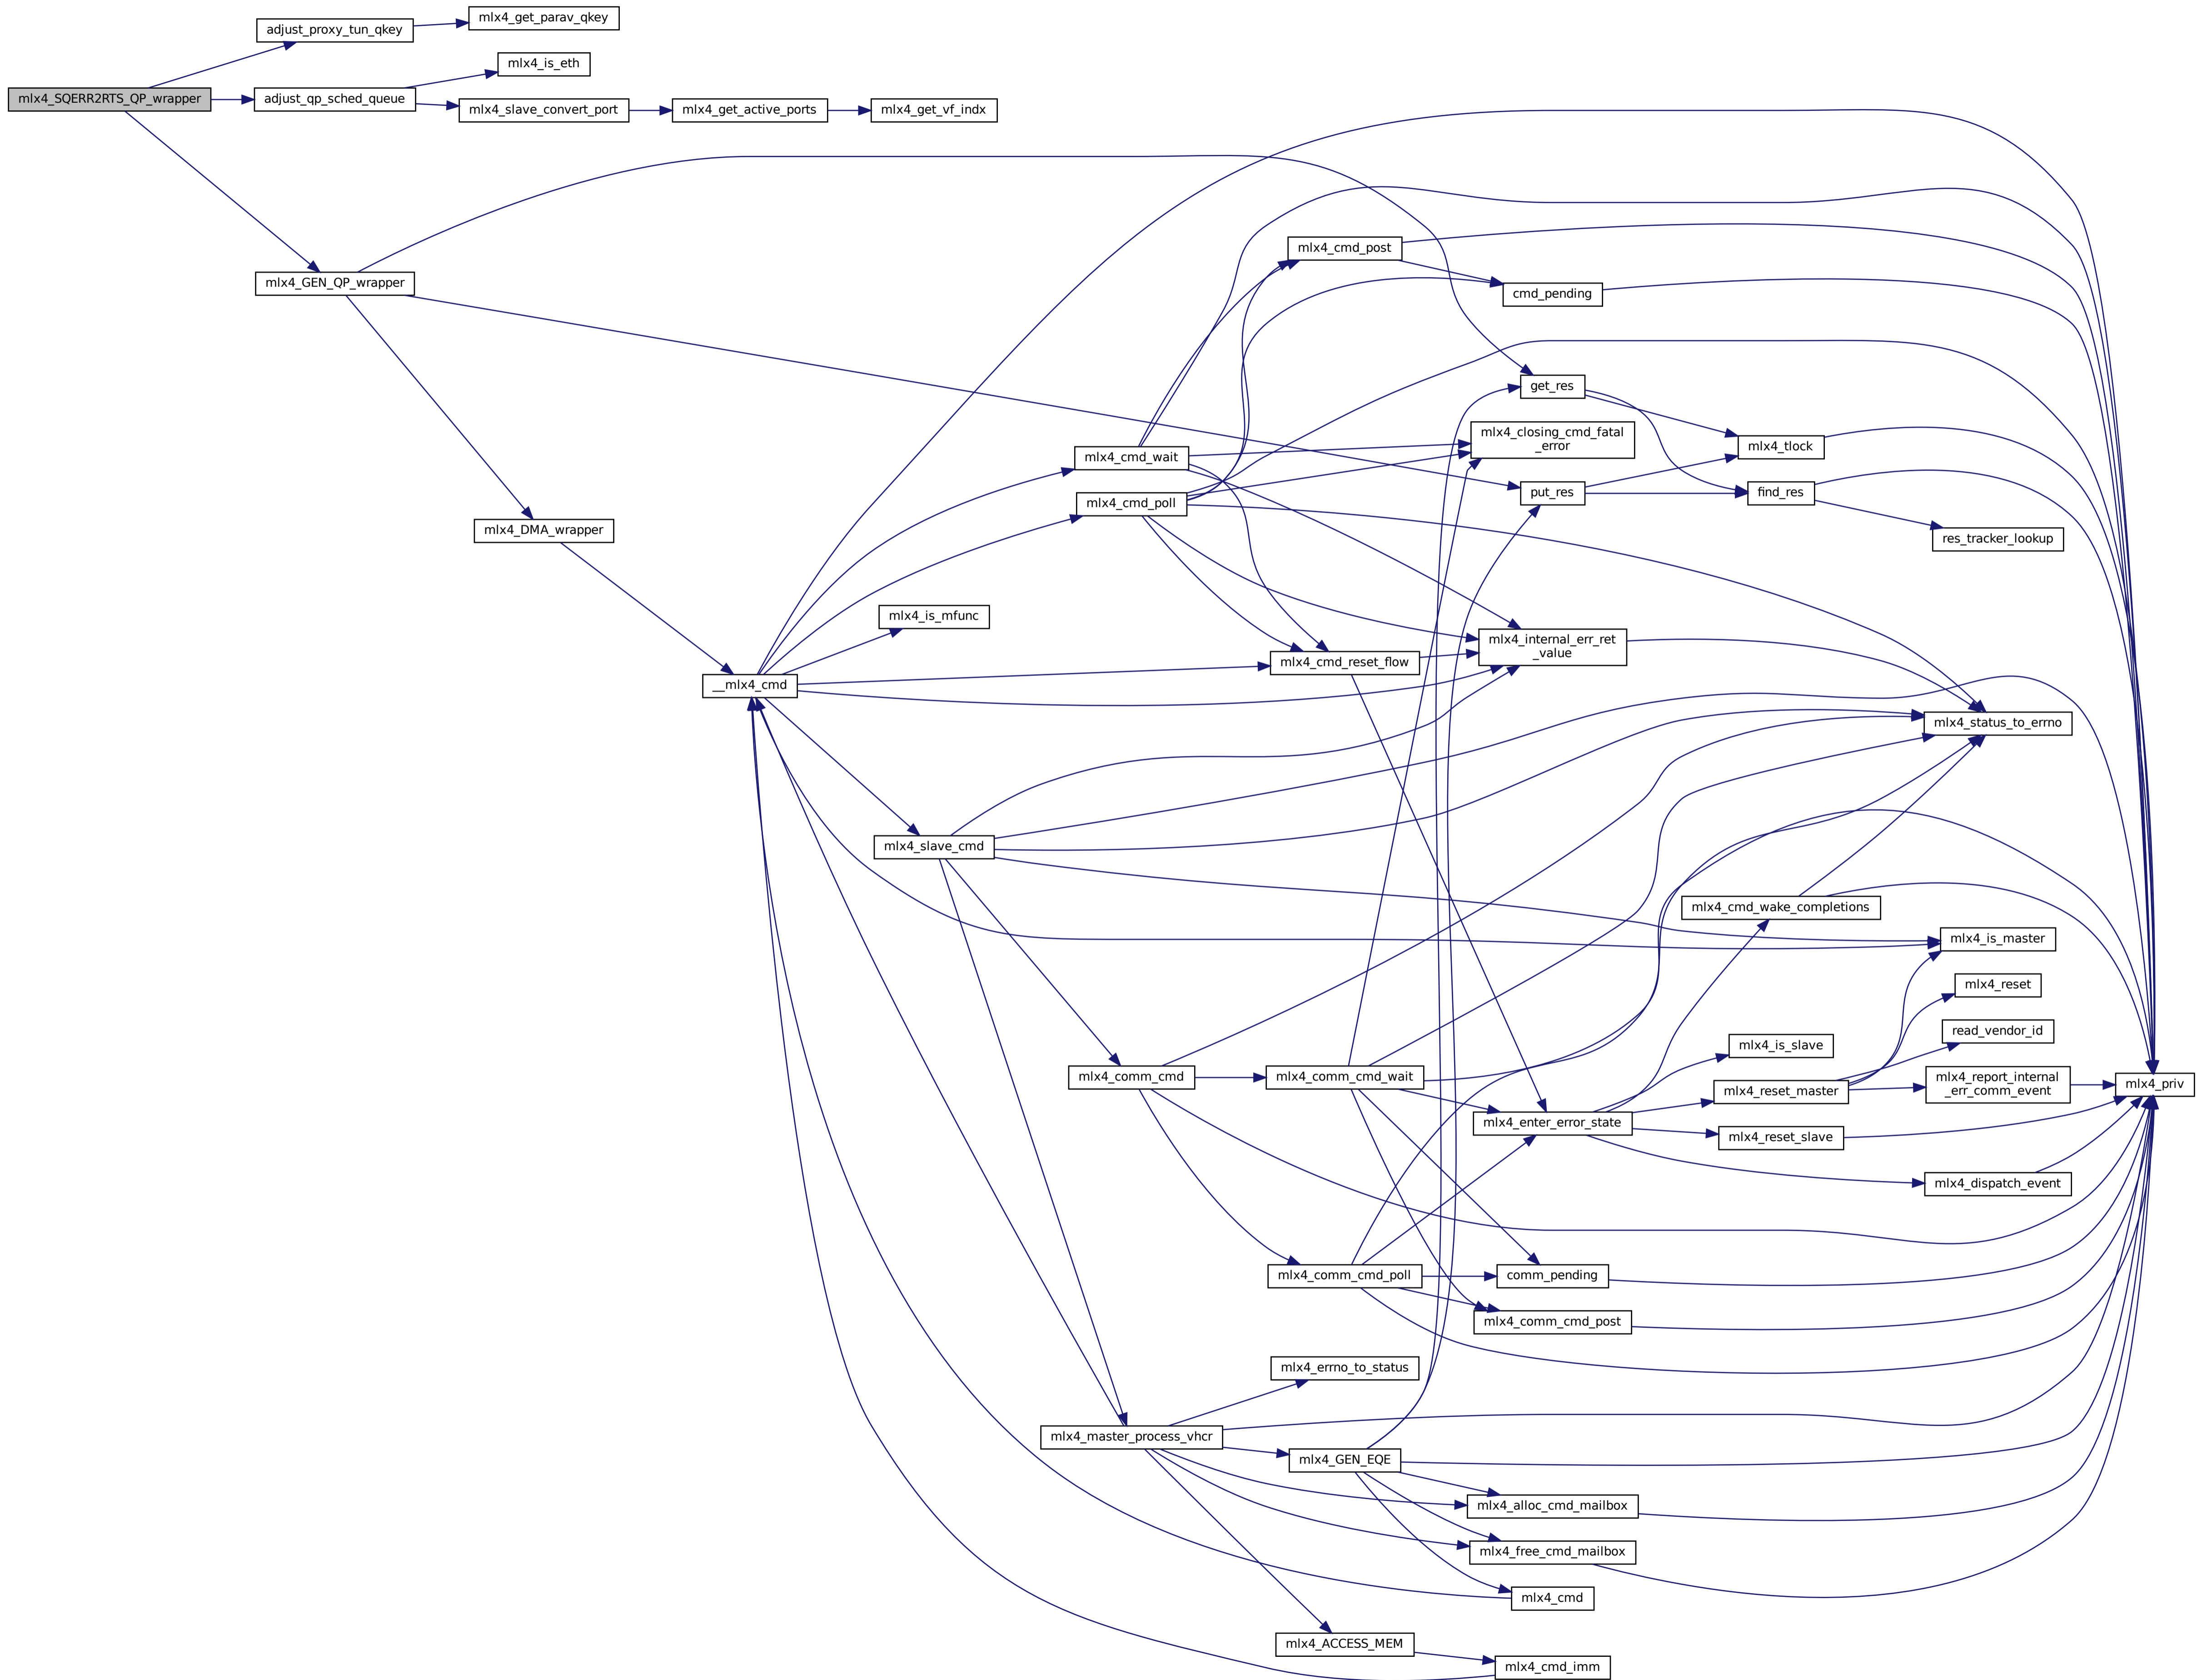 mlx4_SQERR2RTS_QP_wrapper
adjust_proxy_tun_qkey
mlx4_get_parav_qkey
adjust_qp_sched_queue
mlx4_is_eth
mlx4_slave_convert_port
mlx4_get_active_ports
mlx4_get_vf_indx
mlx4_GEN_QP_wrapper
mlx4_DMA_wrapper
__mlx4_cmd
mlx4_is_mfunc
mlx4_slave_cmd
mlx4_cmd_wait
mlx4_cmd_poll
mlx4_cmd_post
cmd_pending
get_res
mlx4_closing_cmd_fatal
_error
put_res
mlx4_tlock
find_res
res_tracker_lookup
mlx4_cmd_reset_flow
mlx4_internal_err_ret
_value
mlx4_status_to_errno
mlx4_cmd_wake_completions
mlx4_is_master
mlx4_reset
read_vendor_id
mlx4_is_slave
mlx4_reset_master
mlx4_report_internal
_err_comm_event
mlx4_priv
mlx4_comm_cmd
mlx4_comm_cmd_wait
mlx4_enter_error_state
mlx4_reset_slave
mlx4_dispatch_event
mlx4_comm_cmd_poll
comm_pending
mlx4_comm_cmd_post
mlx4_errno_to_status
mlx4_master_process_vhcr
mlx4_GEN_EQE
mlx4_alloc_cmd_mailbox
mlx4_free_cmd_mailbox
mlx4_cmd
mlx4_ACCESS_MEM
mlx4_cmd_imm